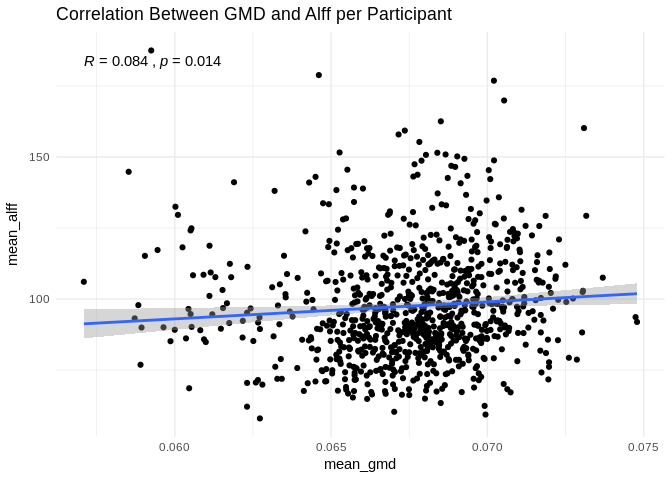 Correlation Between GMD and Alff per Participant
R = 0.084 , p = 0.014
150
100
mean_alff
0.060 0.065 0.070 0.075
mean_gmd